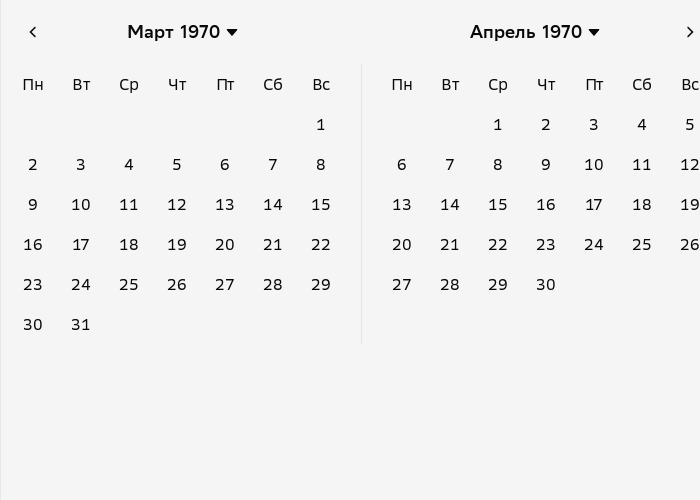 Март 1970 Апрель 1970
Пн Вт Ср Чт Пт Сб Вс
1
2 3 4 5 6 7 8
9 10 11 12 13 14 15
16 17 18 19 20 21 22
23 24 25 26 27 28 29
30 31
Пн Вт Ср Чт Пт Сб Вс
1 2 3 4 5
6 7 8 9 10 11 12
13 14 15 16 17 18 19
20 21 22 23 24 25 26
27 28 29 30